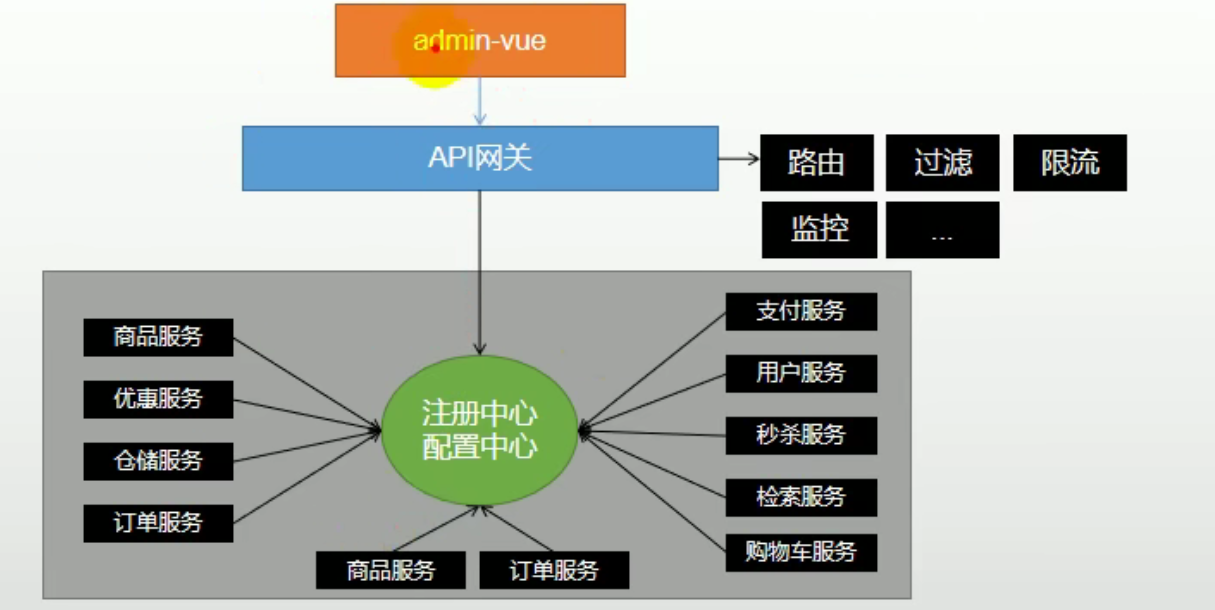 admin-vue
API网关
路由
过滤
限流
监控
...
商品服务
优惠服务
仓储服务
订单服务
注册中心
配置中心
支付服务
用户服务
秒杀服务
检索服务
购物车服务
商品服务
订单服务